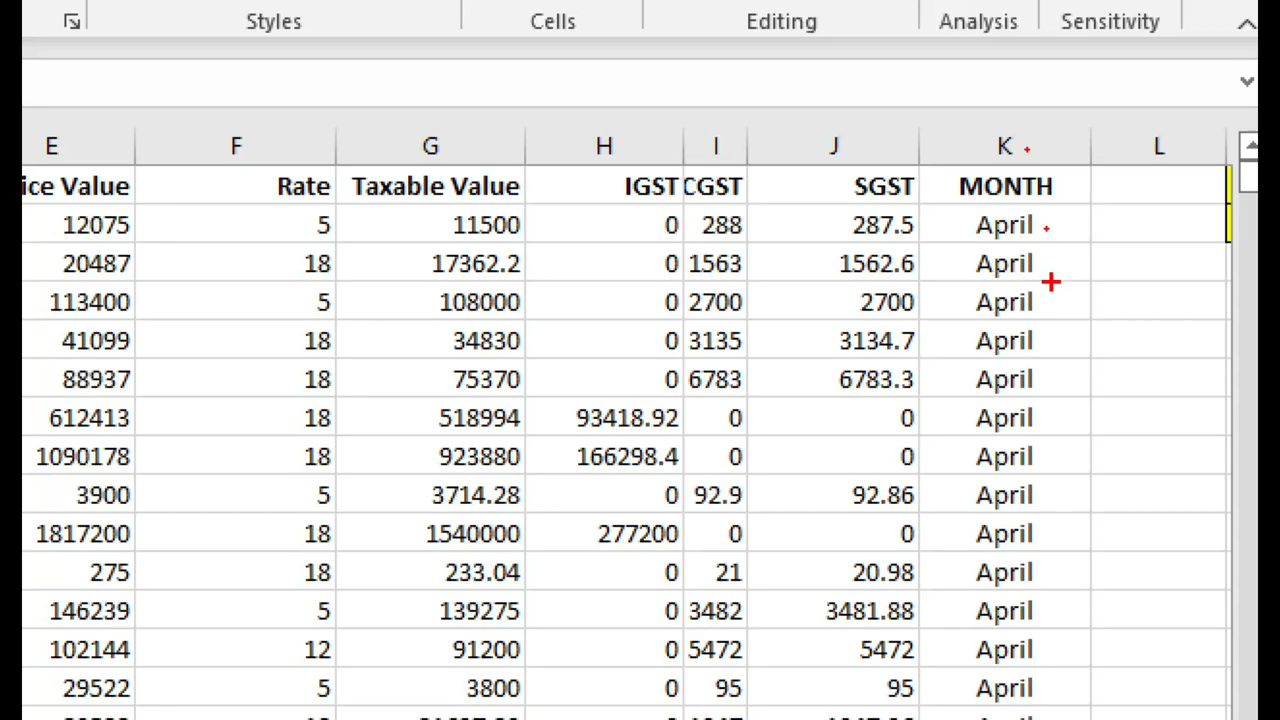 Styles Cells Editing Analysis Sensitivity
E F G H I J K L
ice Value Rate Taxable Value IGST CGST SGST MONTH
12075 5 11500 0 288 287.5 April
20487 18 17362.2 0 1563 1562.6 April
113400 5 108000 0 2700 2700 April
41099 18 34830 0 3135 3134.7 April
88937 18 75370 0 6783 6783.3 April
612413 18 518994 93418.92 0 0 April
1090178 18 923880 166298.4 0 0 April
3900 5 3714.28 0 92.9 92.86 April
1817200 18 1540000 277200 0 0 April
275 18 233.04 0 21 20.98 April
146239 5 139275 0 3482 3481.88 April
102144 12 91200 0 5472 5472 April
29522 5 3800 0 95 95 April